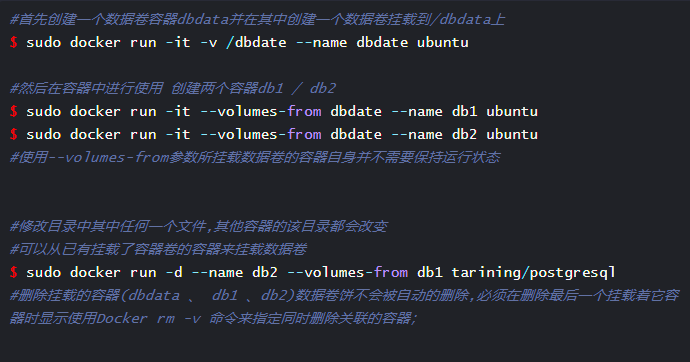 #首先创建一个数据卷容器dbdata并在其中创建一个数据卷挂载到/dbdata上
$ sudo docker run -it -v /dbdate --name dbdate ubuntu
#然后在容器中进行使用 创建两个容器db1 / db2
$ sudo docker run -it --volumes-from dbdate --name db1 ubuntu
$ sudo docker run -it --volumes-from dbdate --name db2 ubuntu
#使用--volumes-from参数所挂载数据卷的容器自身并不需要保持运行状态
#修改目录中其中任何一个文件,其他容器的该目录都会改变
#可以从已有挂载了容器卷的容器来挂载数据卷
$ sudo docker run -d --name db2 --volumes-from db1 tarining/postgresql
#删除挂载的容器(dbdata 、 db1 、db2)数据卷饼不会被自动的删除,必须在删除最后一个挂载着它容
器时显示使用Docker rm -v 命令来指定同时删除关联的容器;